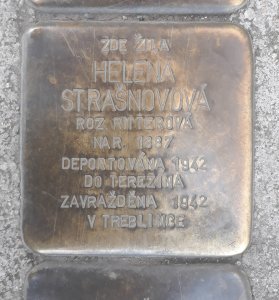 ZDE ŽILA
HELENA
STRAŠNOVOVÁ
ROZ. RITTEROVÁ
NAR. 1887
DEPORTOVÁNA 1942
DO TEREZÍNA
ZAVRAŽDĚNA 1942
V TREBLINCE